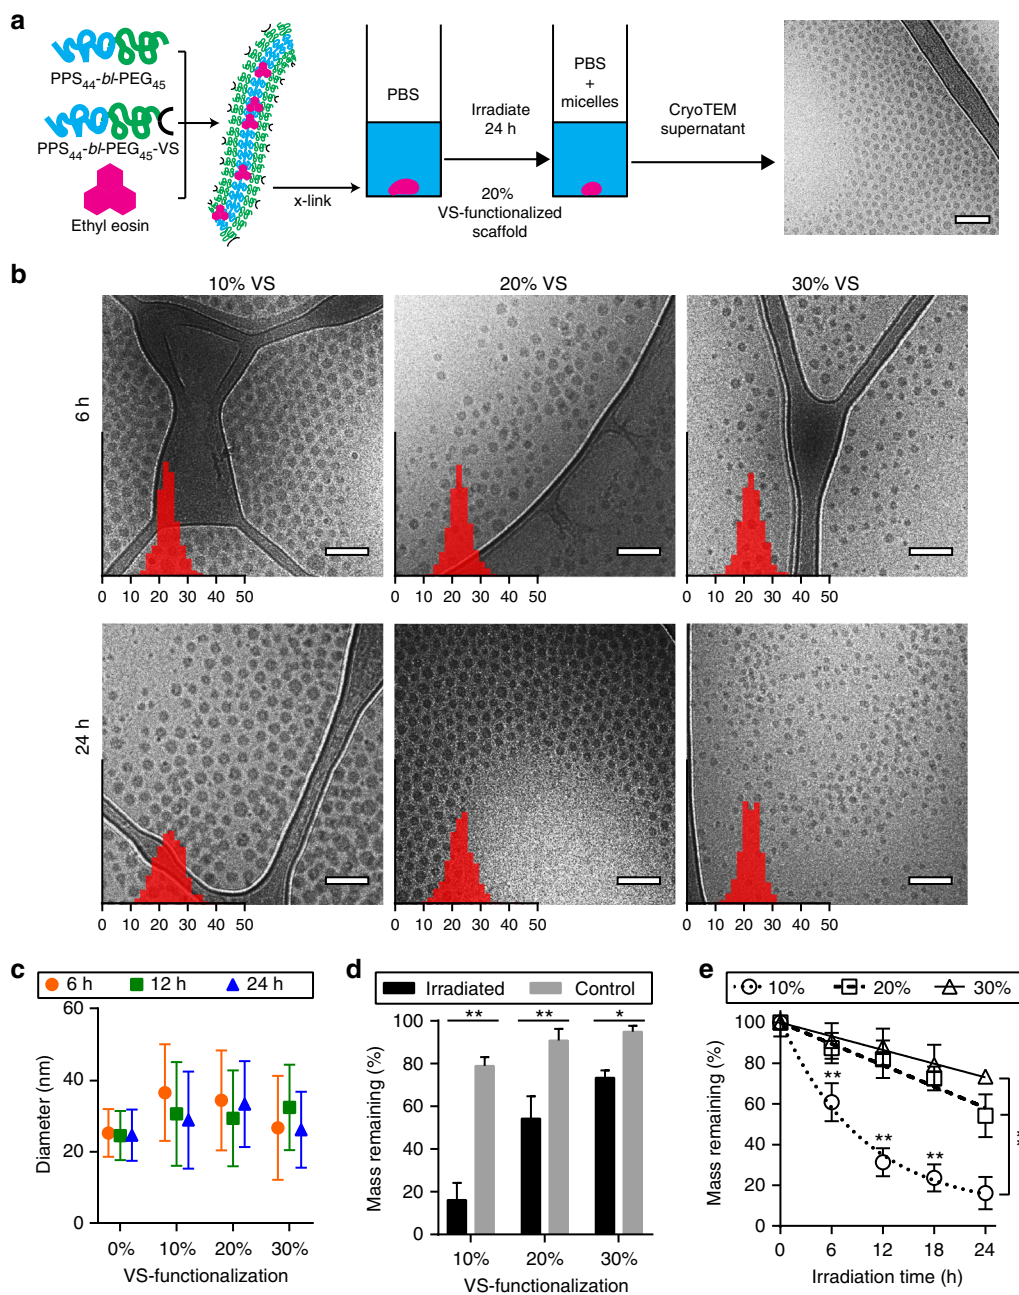 a
PPS44-bl-PEG45
PPS44-bl-PEG45-VS
Ethyl eosin
x-link
PBS
Irradiate
24 h
20%
VS-functionalized
scaffold
PBS
+
micelles
CryoTEM
supernatant
b
10% VS
20% VS
30% VS
6 h
0 10 20 30 40 50
0 10 20 30 40 50
0 10 20 30 40 50
24 h
0 10 20 30 40 50
0 10 20 30 40 50
0 10 20 30 40 50
c
6 h 12 h 24 h
Diameter (nm)
60
40
20
0
0% 10% 20% 30%
VS-functionalization
d
Irradiated Control
Mass remaining (%)
100
80
60
40
20
0
** ** *
10% 20% 30%
VS-functionalization
e
10% 20% 30%
Mass remaining (%)
100
80
60
40
20
0
**
**
**
**
0 6 12 18 24
Irradiation time (h)